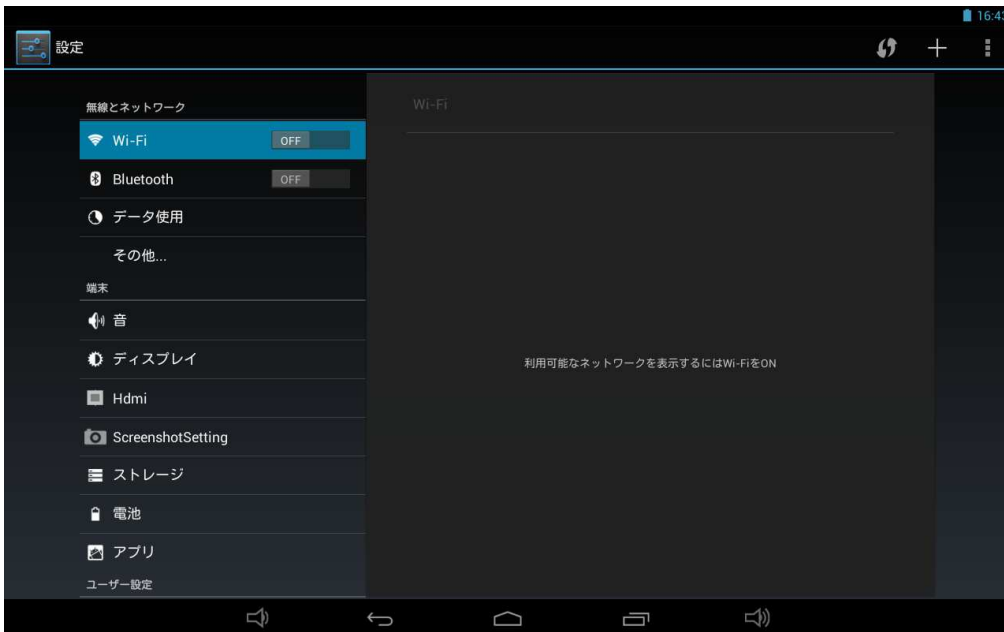 16:43
設定
無線とネットワーク
Wi-Fi
Wi-Fi OFF
Bluetooth OFF
データ使用
その他...
端末
音
ディスプレイ
利用可能なネットワークを表示するにはWi-FiをON
Hdmi
ScreenshotSetting
ストレージ
電池
アプリ
ユーザー設定